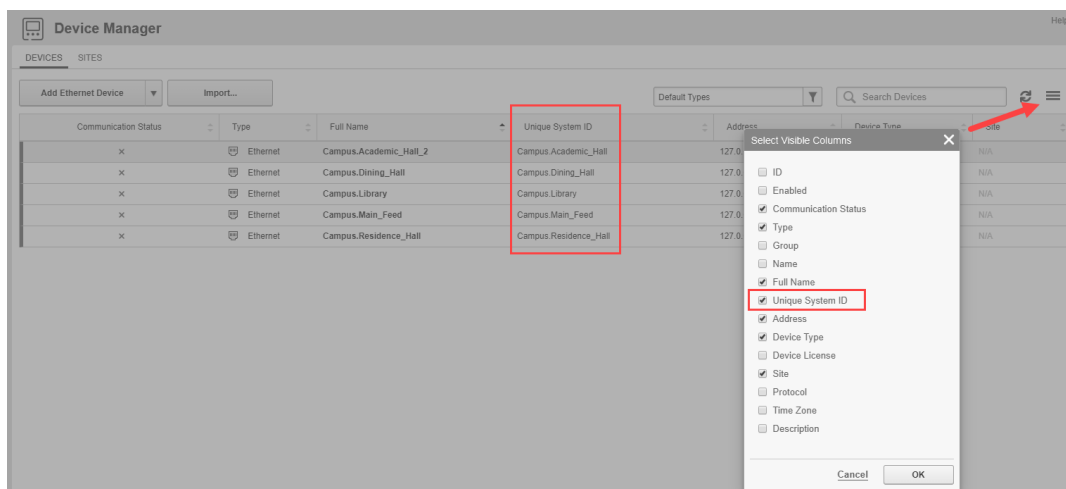 Device Manager
Help
DEVICES SITES
Add Ethernet Device Import... Default Types Search Devices
Communication Status Type Full Name Unique System ID Address Device Type Site
Ethernet Campus.Academic_Hall_2 Campus.Academic_Hall 127.0. N/A
Ethernet Campus.Dining_Hall Campus.Dining_Hall 127.0. N/A
Ethernet Campus.Library Campus.Library 127.0. N/A
Ethernet Campus.Main_Feed Campus.Main_Feed 127.0. N/A
Ethernet Campus.Residence_Hall Campus.Residence_Hall 127.0. N/A
Select Visible Columns
ID
Enabled
Communication Status
Type
Group
Name
Full Name
Unique System ID
Address
Device Type
Device License
Site
Protocol
Time Zone
Description
Cancel OK